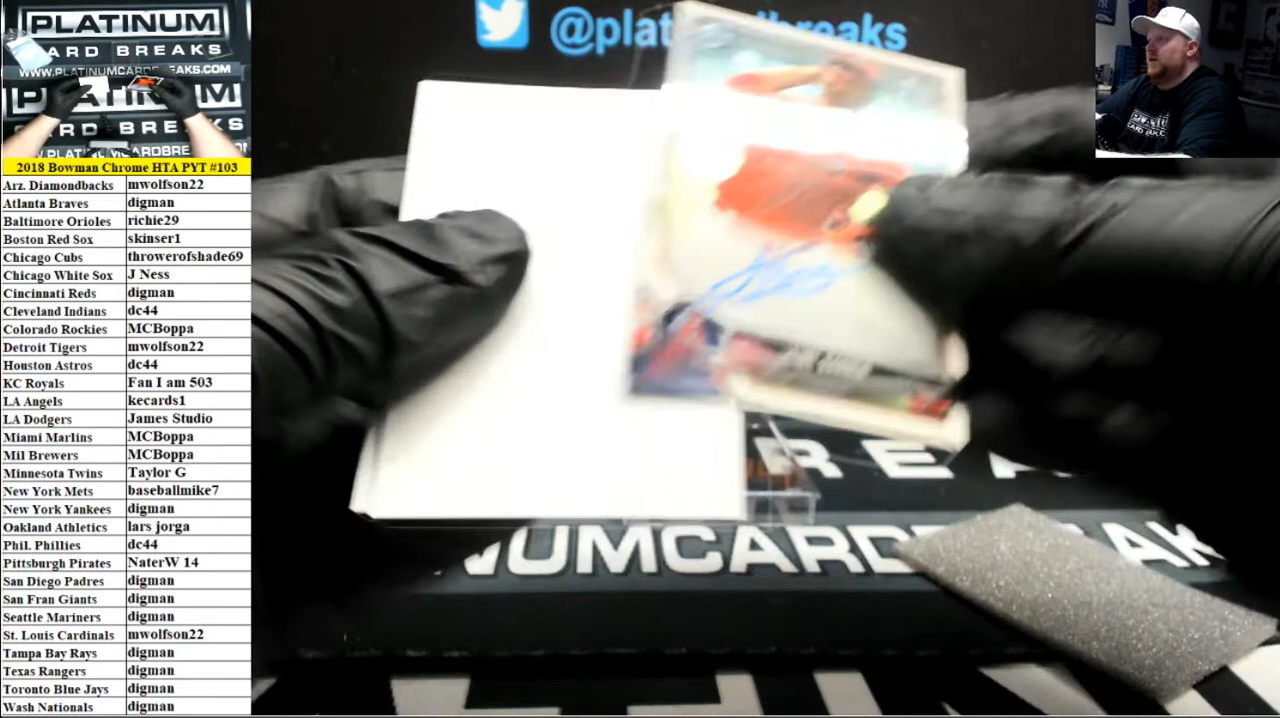 PLATINUM
ARD BREAKS
WWW.PLATINUMCARDBREAKS.COM
2018 Bowman Chrome HTA PYT #103
Arz. Diamondbacks mwolfson22
Atlanta Braves digman
Baltimore Orioles richie29
Boston Red Sox skinser1
Chicago Cubs throwerofshade69
Chicago White Sox J Ness
Cincinnati Reds digman
Cleveland Indians dc44
Colorado Rockies MCBoppa
Detroit Tigers mwolfson22
Houston Astros dc44
KC Royals Fan I am 503
LA Angels kecards1
LA Dodgers James Studio
Miami Marlins MCBoppa
Mil Brewers MCBoppa
Minnesota Twins Taylor G
New York Mets baseballmike7
New York Yankees digman
Oakland Athletics lars jorga
Phil. Phillies dc44
Pittsburgh Pirates NaterW 14
San Diego Padres digman
San Fran Giants digman
Seattle Mariners digman
St. Louis Cardinals mwolfson22
Tampa Bay Rays digman
Texas Rangers digman
Toronto Blue Jays digman
Wash Nationals digman
@plat dbreaks
REA
NUMCARDBREAK
PLATINUM